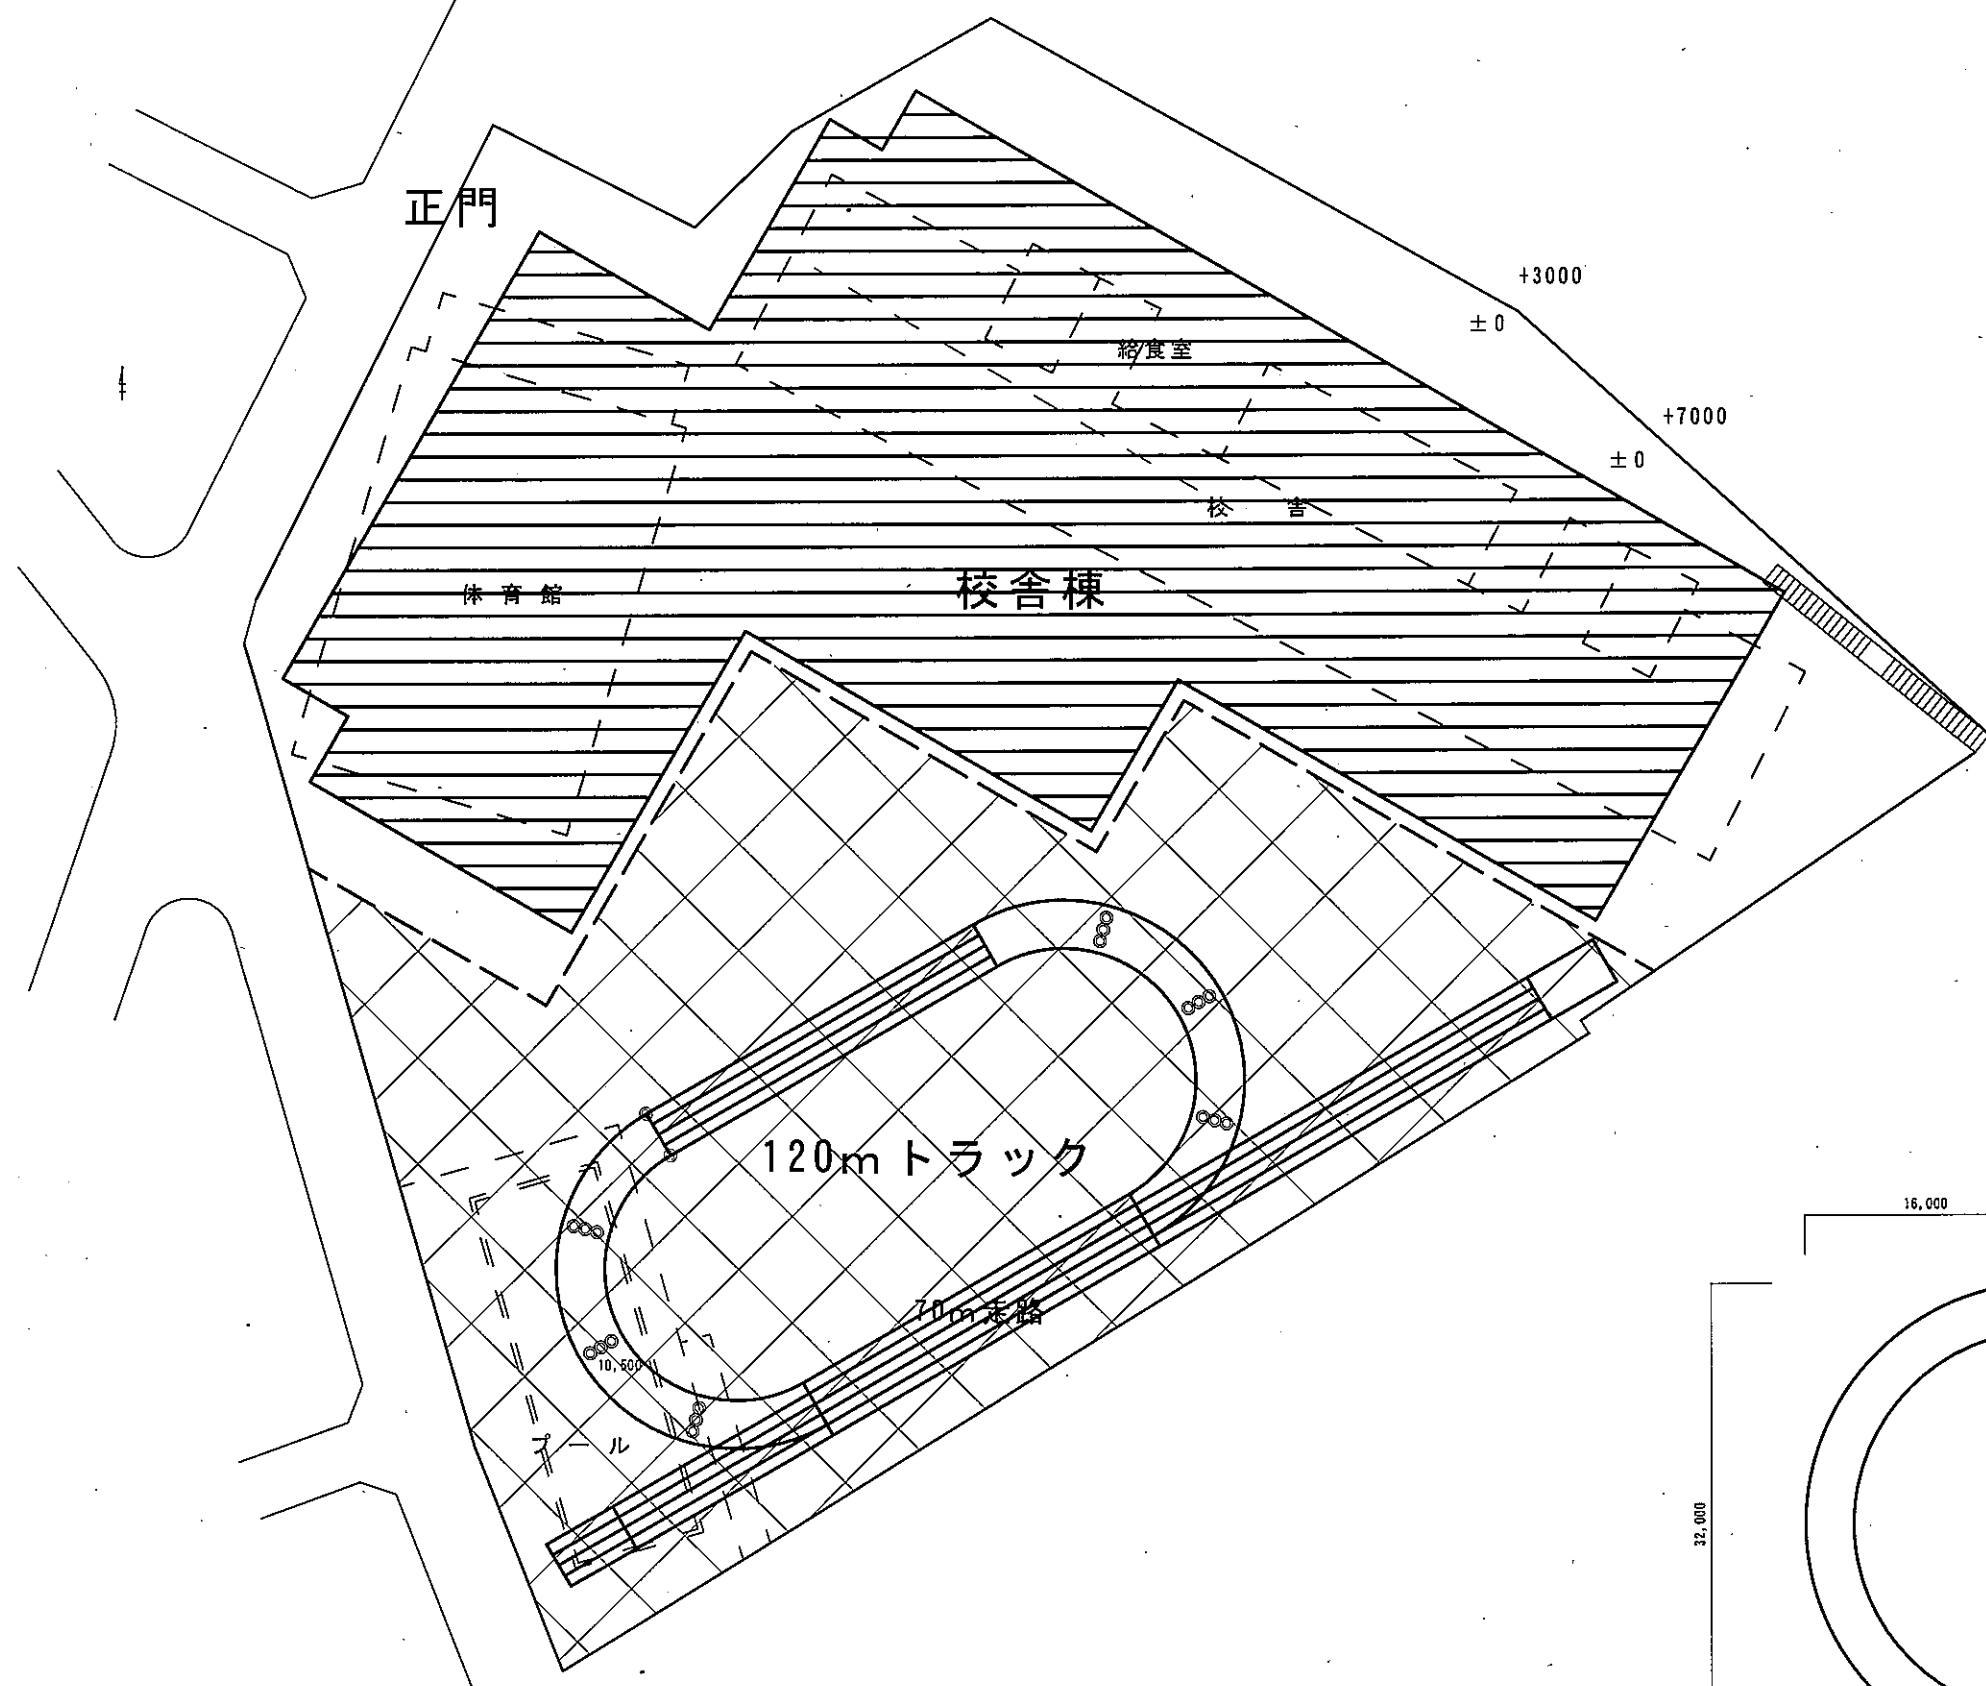 正門
+3000
±0
給食室
+7000
±0
校 舎
体育館
校舎棟
120mトラック
16,000
70m走路
10,500
プール
32,000